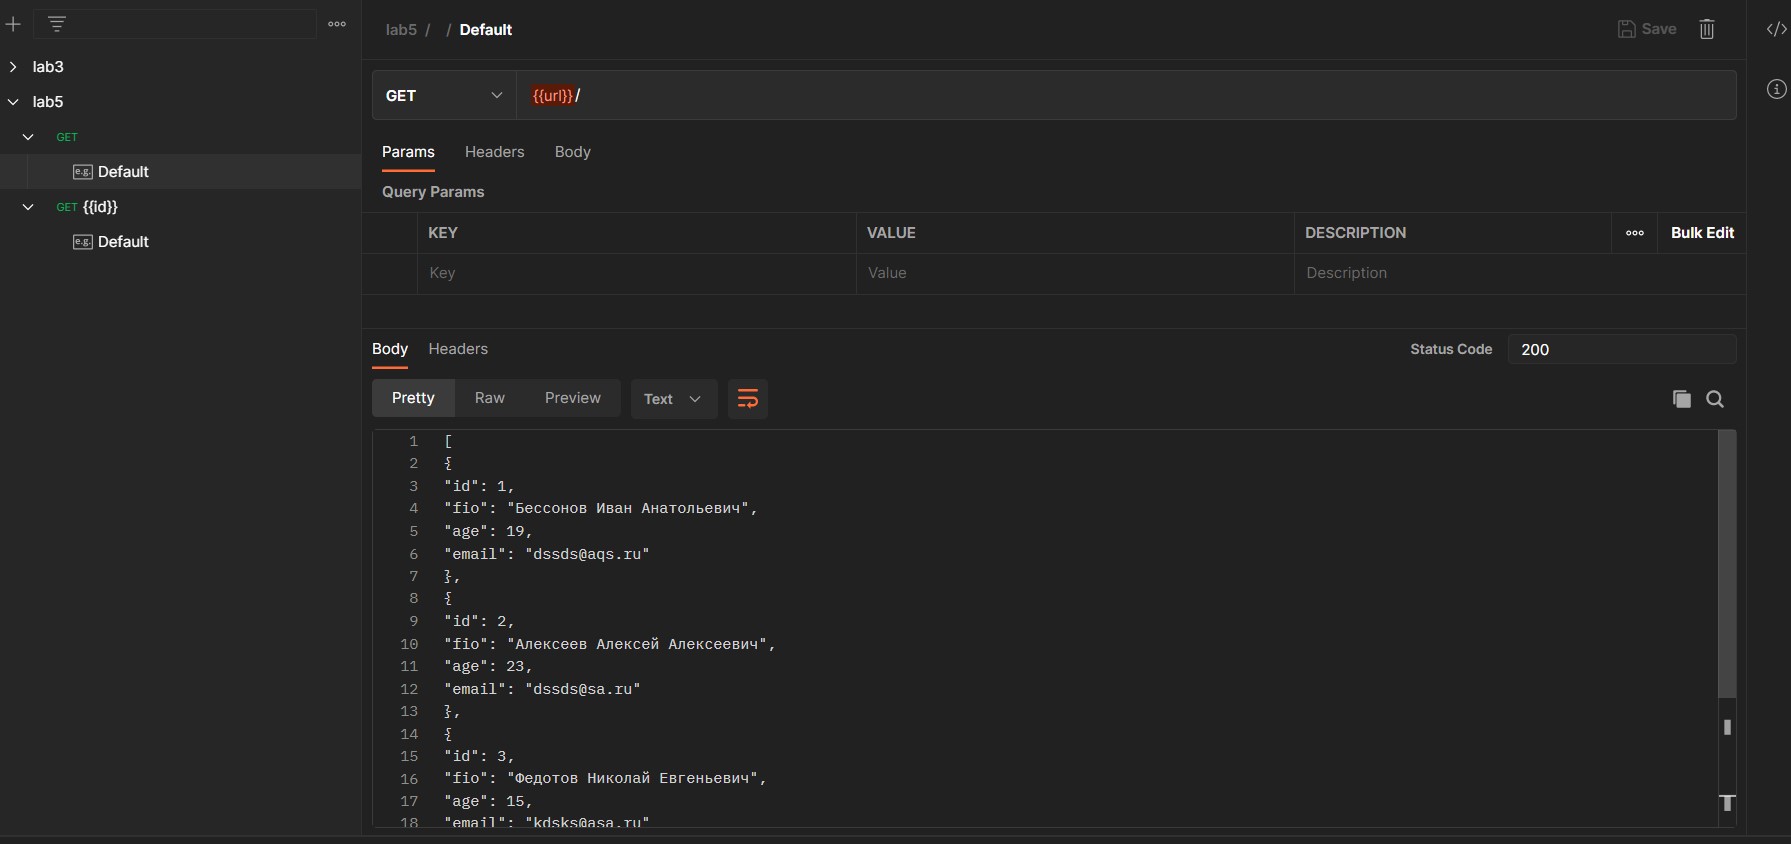 lab5 / / Default
Save
lab3
lab5
GET
e.g. Default
GET {{id}}
e.g. Default
GET
{{url}}/
Params Headers Body
Query Params
KEY VALUE DESCRIPTION Bulk Edit
Key Value Description
Body Headers
Status Code 200
Pretty Raw Preview Text
1 [
2 {
3 "id": 1,
4 "fio": "Бессонов Иван Анатольевич",
5 "age": 19,
6 "email": "dssds@aqs.ru"
7 },
8 {
9 "id": 2,
10 "fio": "Алексеев Алексей Алексеевич",
11 "age": 23,
12 "email": "dssds@sa.ru"
13 },
14 {
15 "id": 3,
16 "fio": "Федотов Николай Евгеньевич",
17 "age": 15,
18 "email": "kdsks@asa.ru"